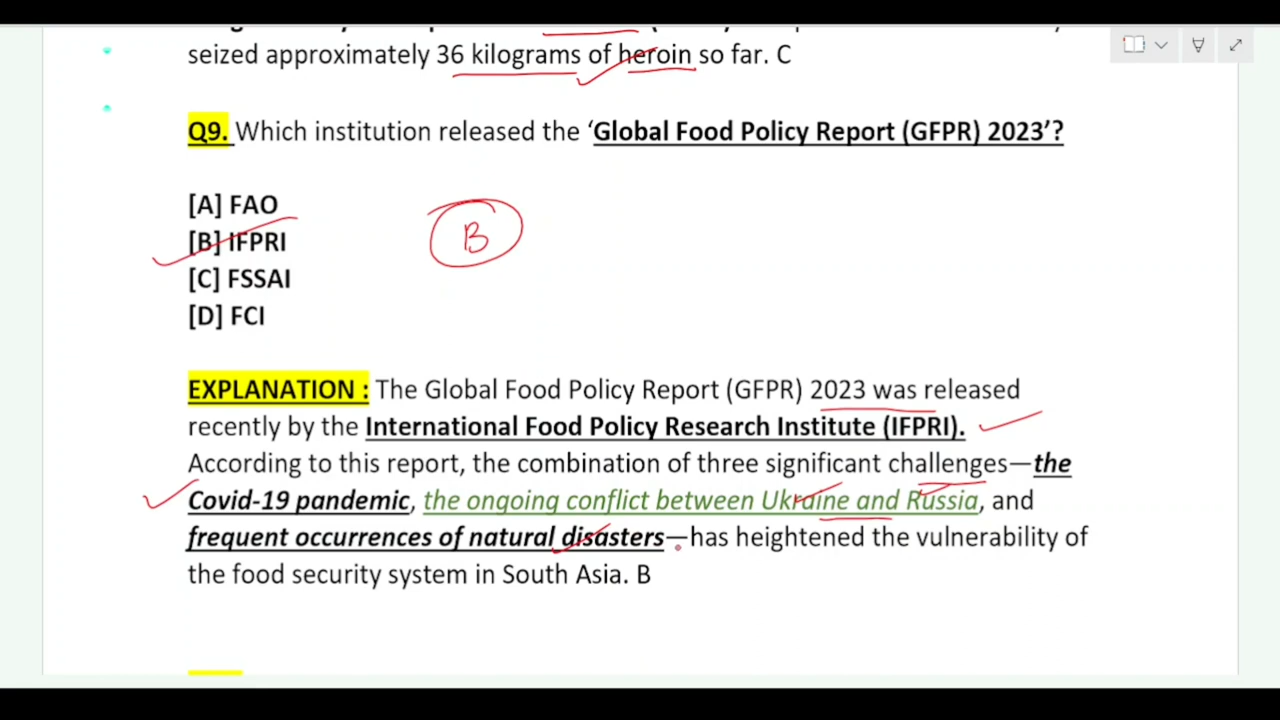 seized approximately 36 kilograms of heroin so far. C
Q9. Which institution released the ‘Global Food Policy Report (GFPR) 2023’?
[A] FAO
[B] IFPRI
B
[C] FSSAI
[D] FCI
EXPLANATION : The Global Food Policy Report (GFPR) 2023 was released
recently by the International Food Policy Research Institute (IFPRI).
According to this report, the combination of three significant challenges—the
Covid-19 pandemic, the ongoing conflict between Ukraine and Russia, and
frequent occurrences of natural disasters—has heightened the vulnerability of
the food security system in South Asia. B